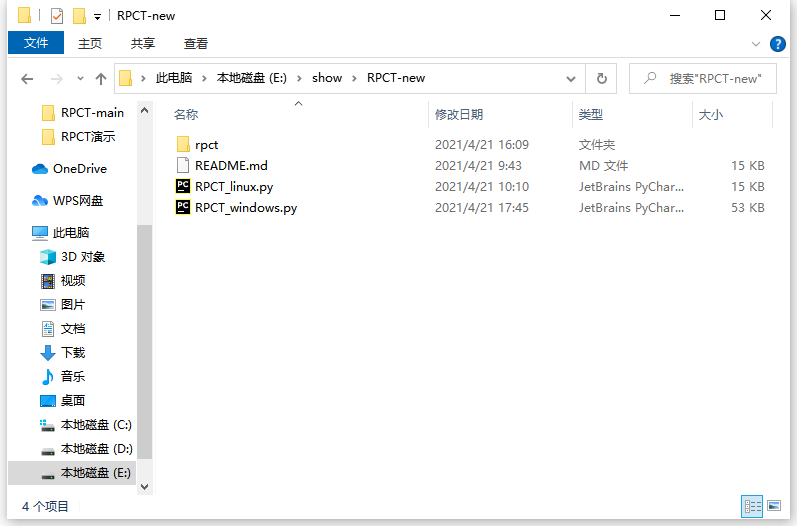 RPCT-new
文件 主页 共享 查看
此电脑 本地磁盘 (E:) show RPCT-new 搜索"RPCT-new"
RPCT-main
RPCT演示
OneDrive
WPS网盘
此电脑
3D 对象
视频
图片
文档
下载
音乐
桌面
本地磁盘 (C:)
本地磁盘 (D:)
本地磁盘 (E:)
名称 修改日期 类型 大小
rpct 2021/4/21 16:09 文件夹
README.md 2021/4/21 9:43 MD 文件 15 KB
RPCT_linux.py 2021/4/21 10:10 JetBrains PyChar... 15 KB
RPCT_windows.py 2021/4/21 17:45 JetBrains PyChar... 53 KB
4 个项目